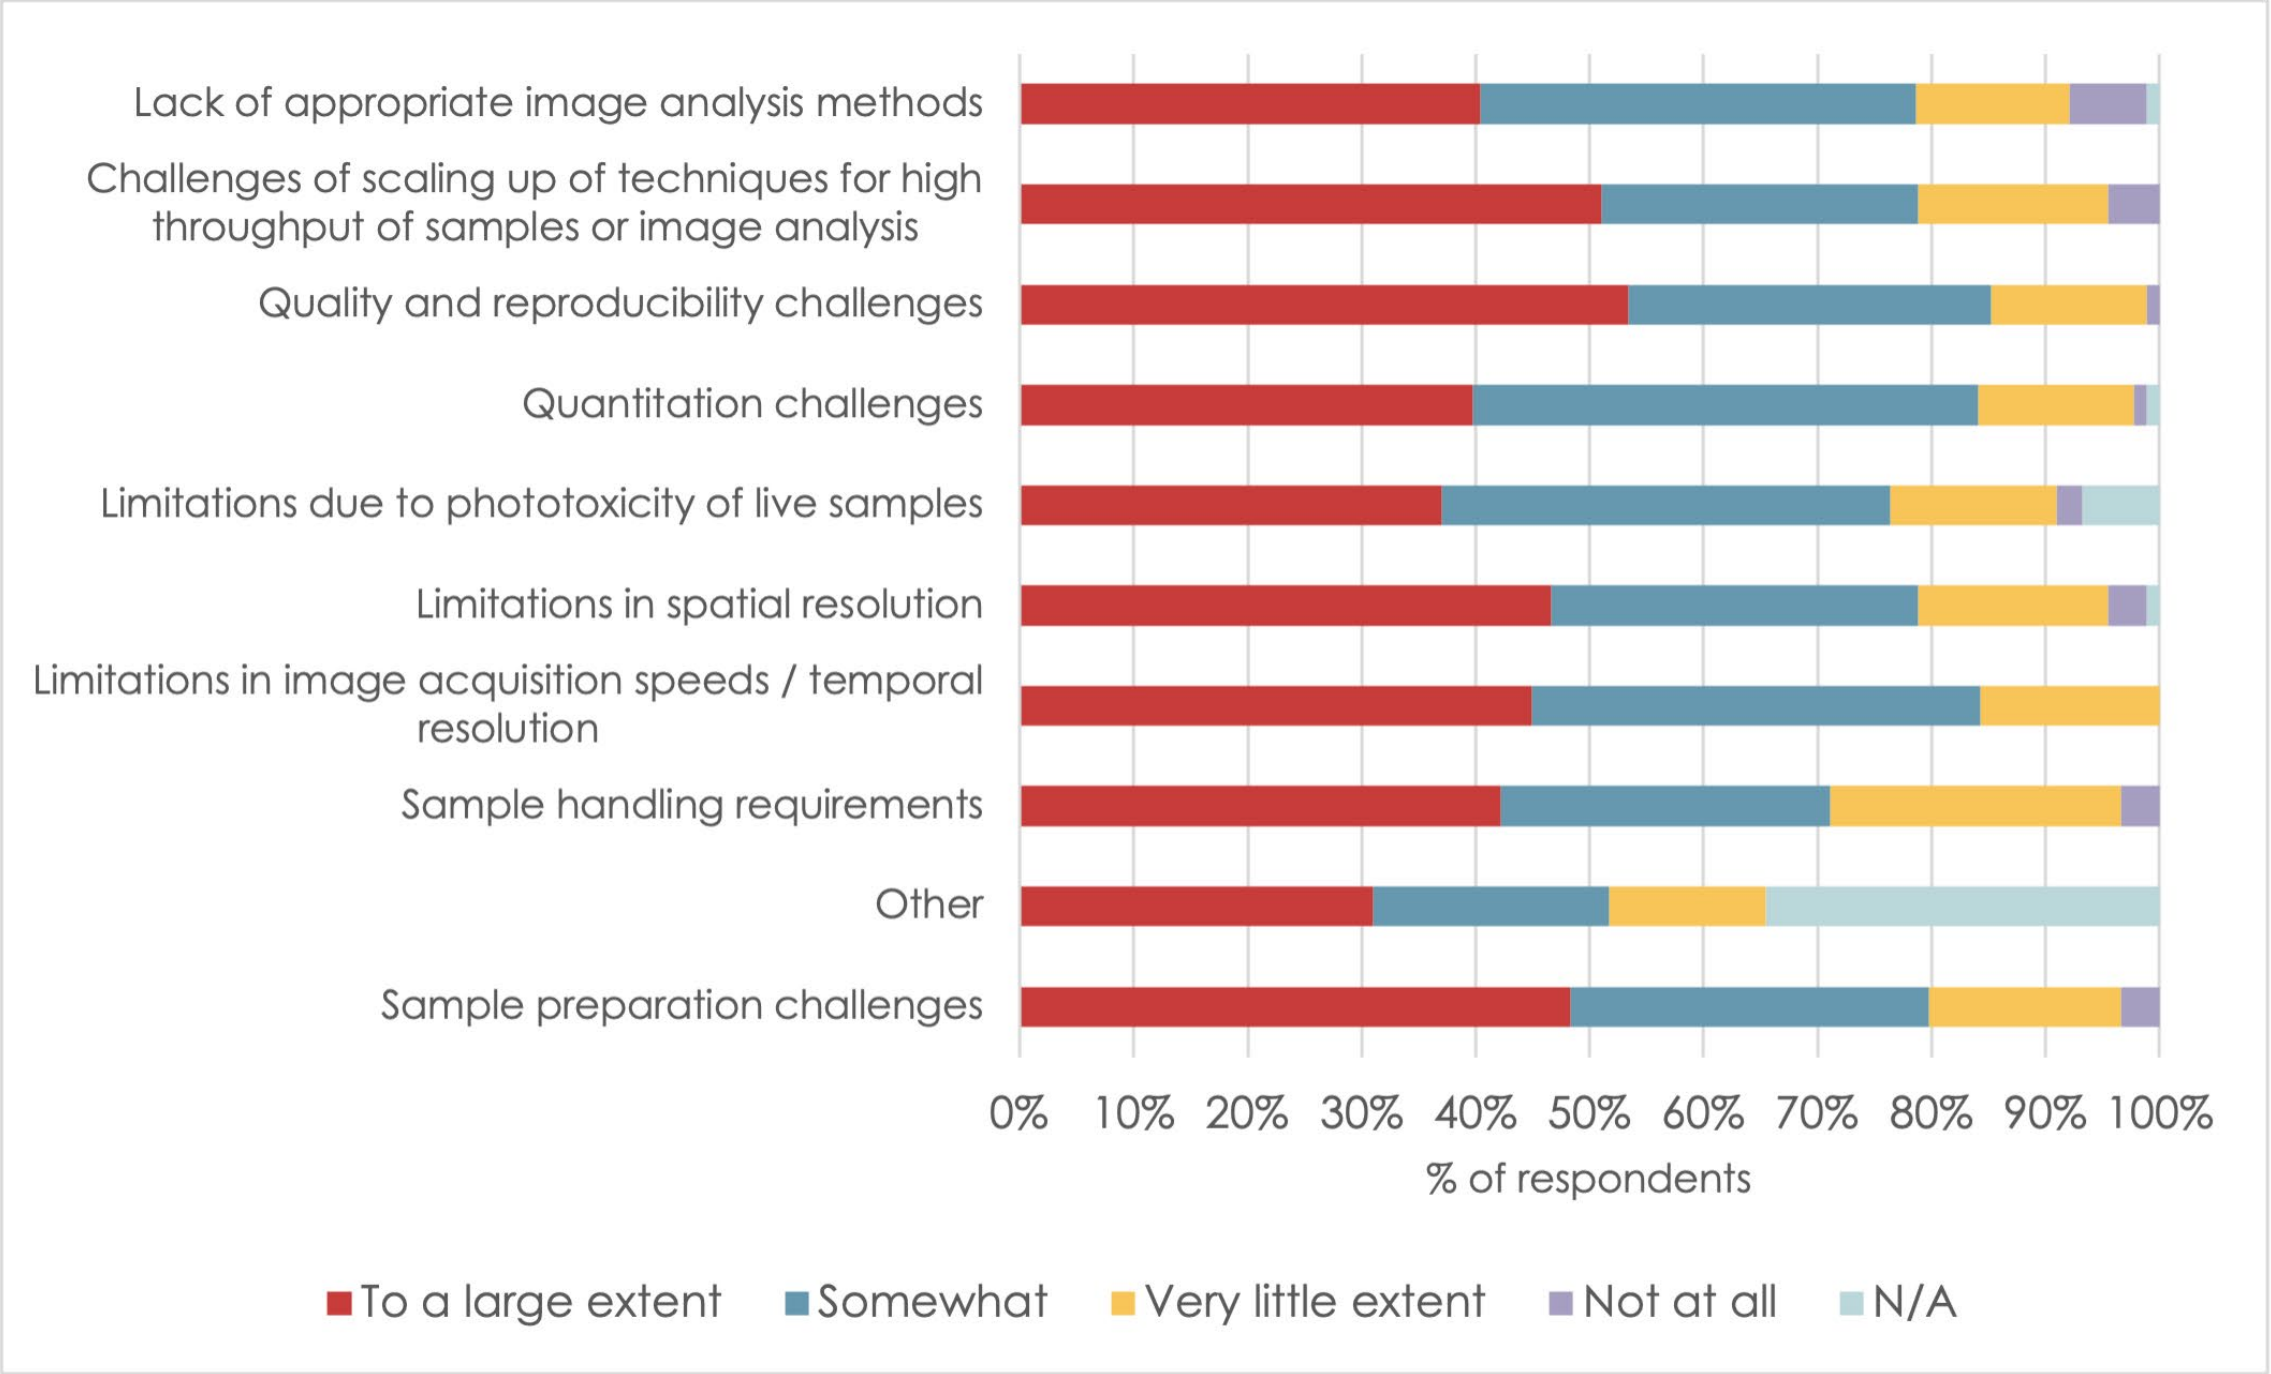 Lack of appropriate image analysis methods
Challenges of scaling up of techniques for high
throughput of samples or image analysis
Quality and reproducibility challenges
Quantitation challenges
Limitations due to phototoxicity of live samples
Limitations in spatial resolution
Limitations in image acquisition speeds / temporal
resolution
Sample handling requirements
Other
Sample preparation challenges
0% 10% 20% 30% 40% 50% 60% 70% 80% 90% 100%
% of respondents
To a large extent Somewhat Very little extent Not at all N/A